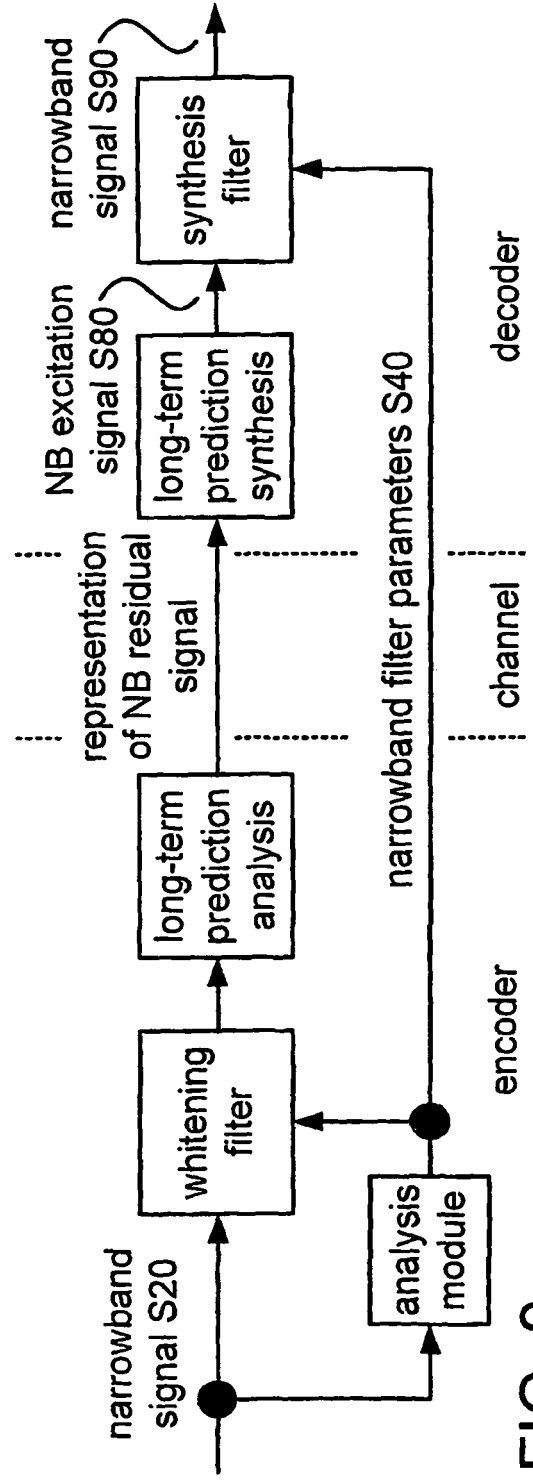 narrowband
signal S20
whitening
filter
analysis
module
long-term
prediction
analysis
representation
of NB residual
signal
long-term
prediction
synthesis
NB excitation
signal S80
synthesis
filter
narrowband
signal S90
narrowband filter parameters S40
encoder
channel
decoder
FIG.